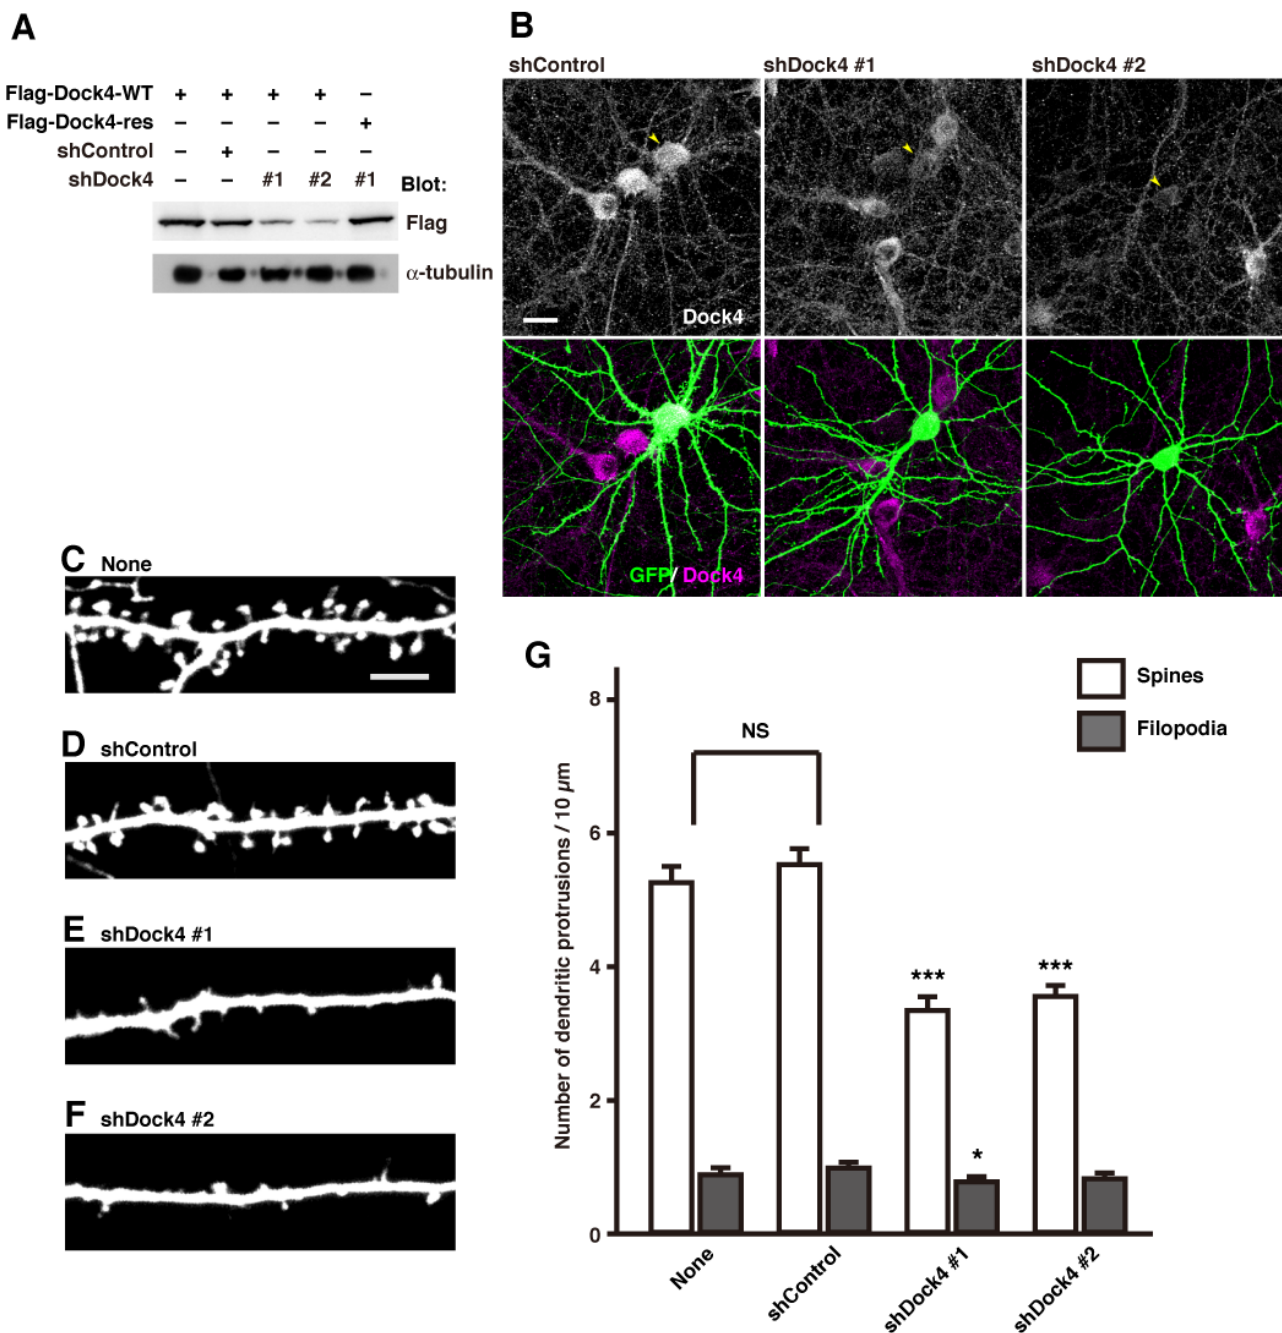 A
Flag-Dock4-WT + + + + –
Flag-Dock4-res – – – – +
shControl – + – – –
shDock4 – – #1 #2 #1 Blot:
Flag
α-tubulin
B
shControl shDock4 #1 shDock4 #2
Dock4
GFP/ Dock4
C None
D shControl
E shDock4 #1
F shDock4 #2
G
Spines
Filopodia
NS
Number of dendritic protrusions / 10 µm
8
6
4
2
0
*** ***
*
None shControl shDock4 #1 shDock4 #2